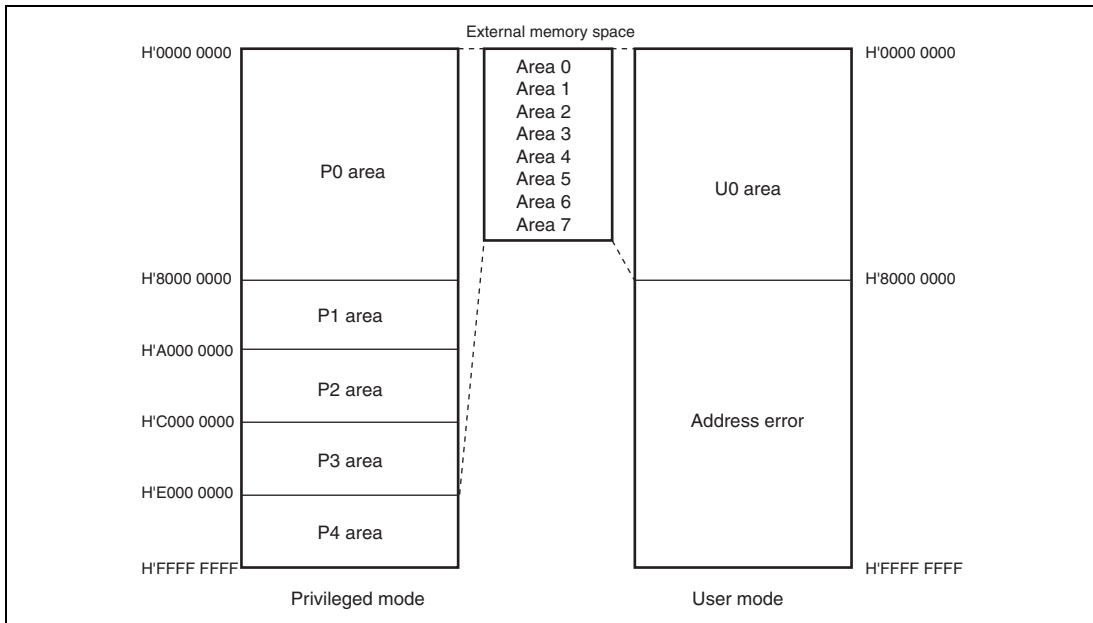 External memory space
H'0000 0000
Area 0
Area 1
Area 2
Area 3
Area 4
Area 5
Area 6
Area 7
H'0000 0000
P0 area
U0 area
H'8000 0000
H'8000 0000
P1 area
H'A000 0000
P2 area
H'C000 0000
Address error
P3 area
H'E000 0000
P4 area
H'FFFF FFFF
H'FFFF FFFF
Privileged mode
User mode